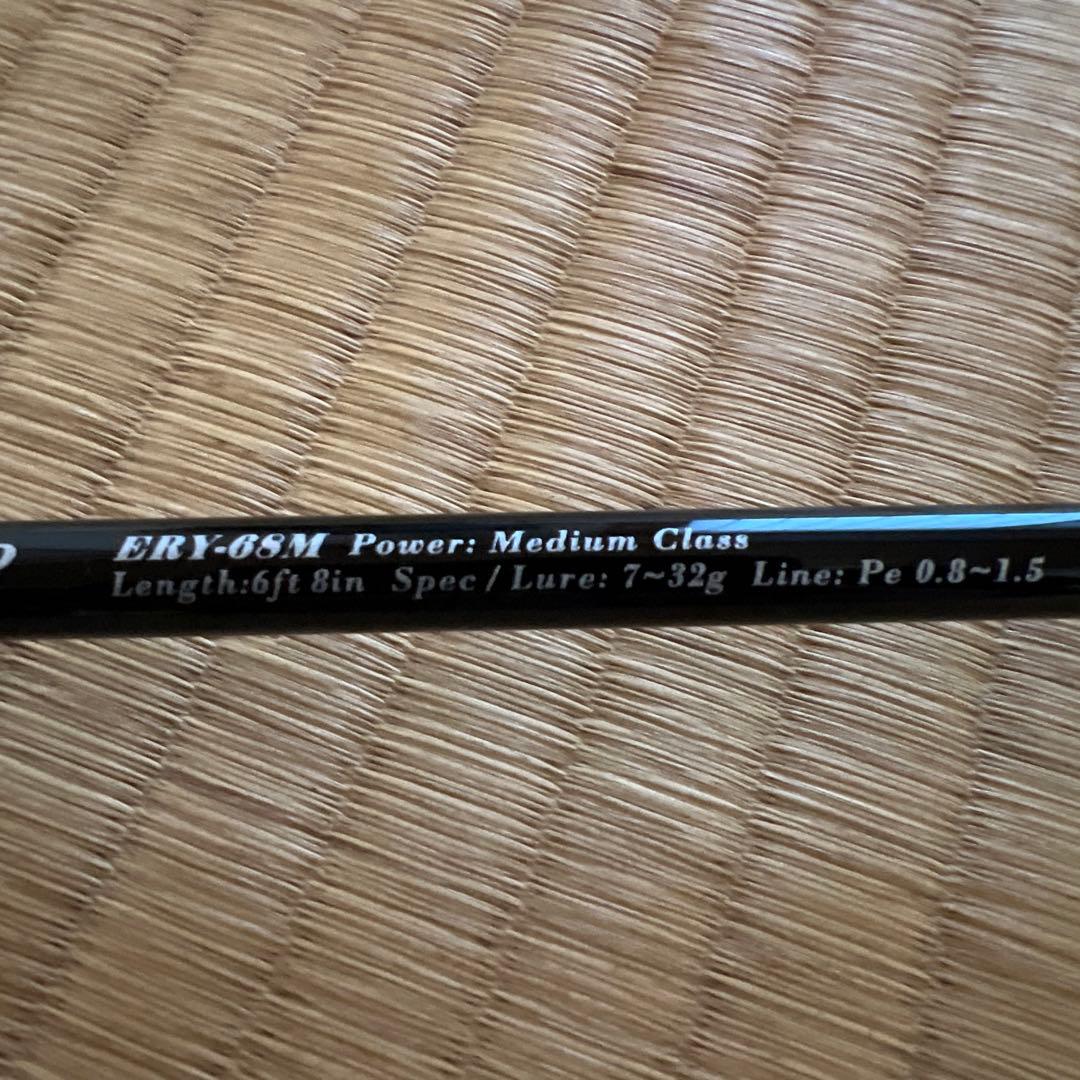 ERY-68M Power: Medium Class
Length:6ft 8in Spec / Lure: 7~32g Line: Pe 0.8~1.5